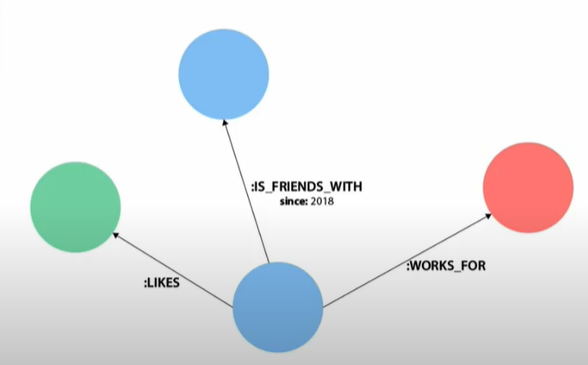 :IS_FRIENDS_WITH
since: 2018
:WORKS_FOR
:LIKES